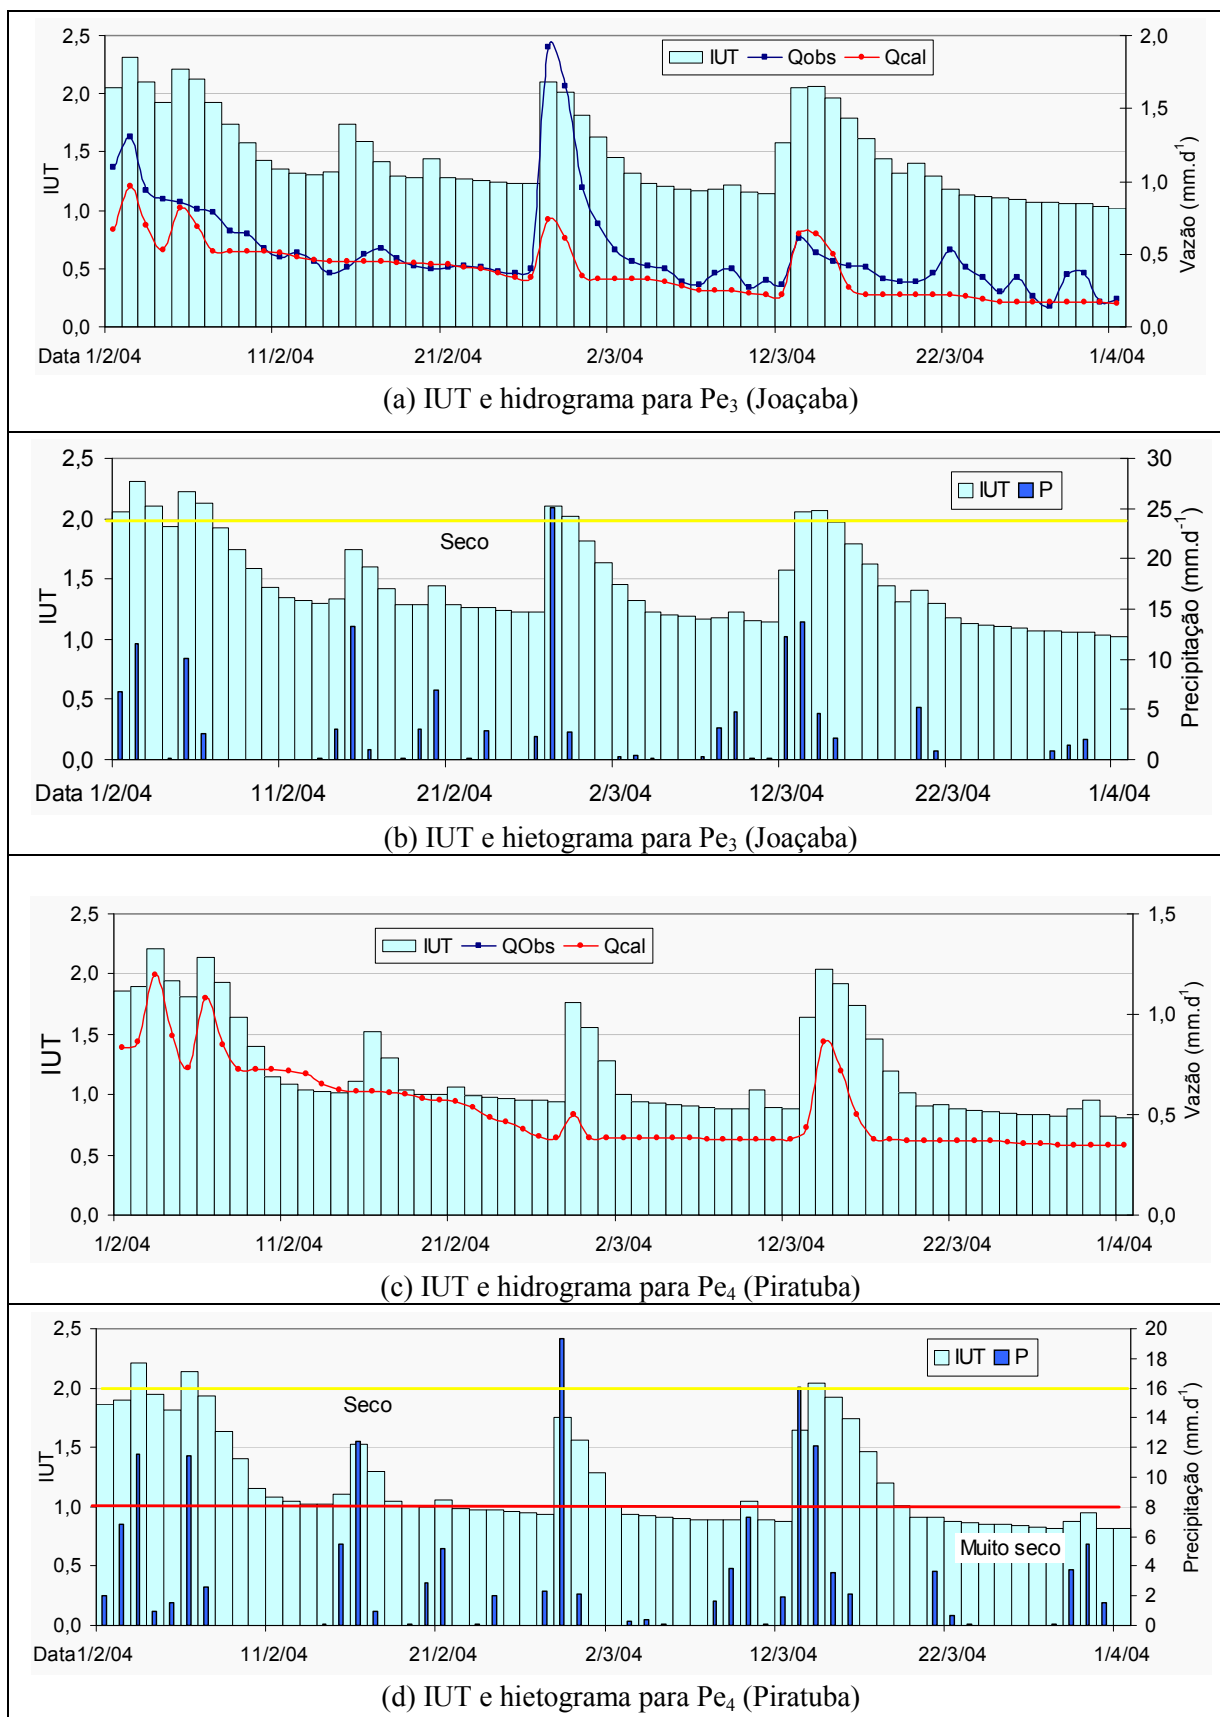 2,5
2,0
1,5
1,0
0,5
0,0
IUT
IUT Qobs Qcal
2,0
1,5
1,0
0,5
0,0
Vazão (mm.d-1)
Data 1/2/04 11/2/04 21/2/04 2/3/04 12/3/04 22/3/04 1/4/04
(a) IUT e hidrograma para Pe3 (Joaçaba)
2,5
2,0
1,5
1,0
0,5
0,0
IUT
IUT P
Seco
30
25
20
15
10
5
0
Precipitação (mm.d-1)
Data 1/2/04 11/2/04 21/2/04 2/3/04 12/3/04 22/3/04 1/4/04
(b) IUT e hietograma para Pe3 (Joaçaba)
2,5
2,0
1,5
1,0
0,5
0,0
IUT
IUT QObs Qcal
1,5
1,0
0,5
0,0
Vazão (mm.d-1)
1/2/04 11/2/04 21/2/04 2/3/04 12/3/04 22/3/04 1/4/04
(c) IUT e hidrograma para Pe4 (Piratuba)
2,5
2,0
1,5
1,0
0,5
0,0
IUT
IUT P
Seco
Muito seco
20
18
16
14
12
10
8
6
4
2
0
Precipitação (mm.d-1)
Data1/2/04 11/2/04 21/2/04 2/3/04 12/3/04 22/3/04 1/4/04
(d) IUT e hietograma para Pe4 (Piratuba)